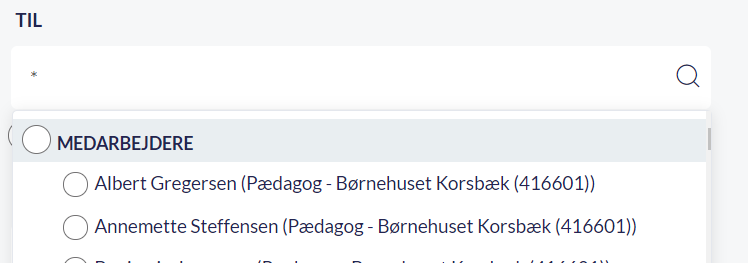 TIL
*
MEDARBEJDERE
Albert Gregersen (Pædagog - Børnehuset Korsbæk (416601))
Annemette Steffensen (Pædagog - Børnehuset Korsbæk (416601))